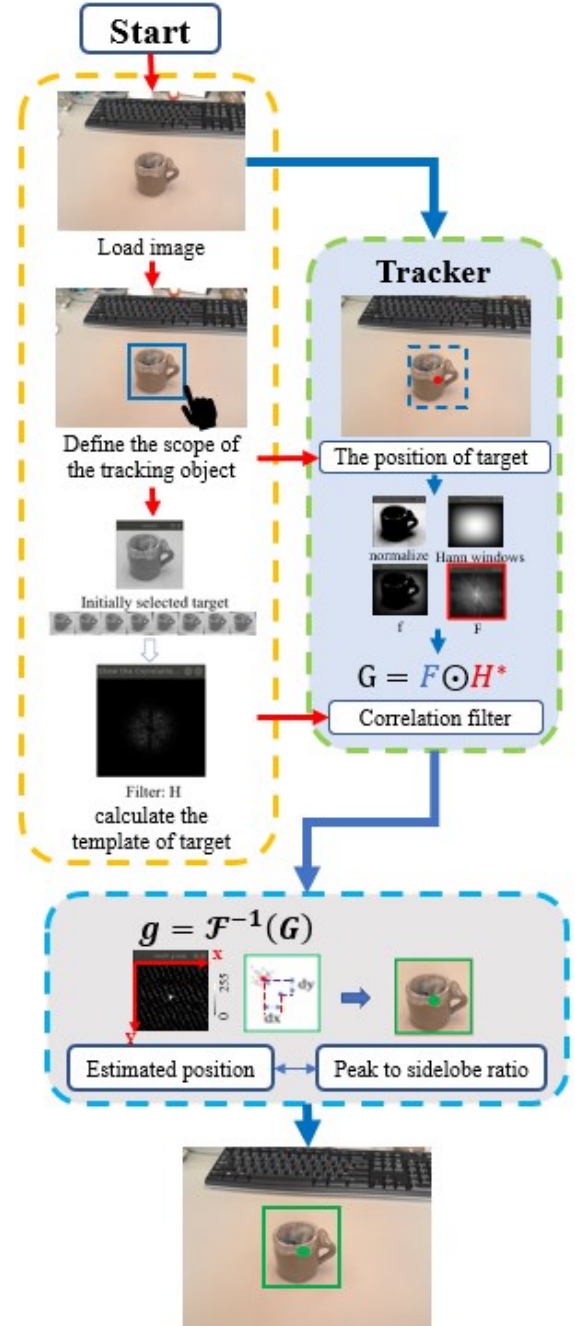 Start
Load image
Define the scope of
the tracking object
Initially selected target
Filter: H
calculate the
template of target
Tracker
The position of target
normalize
Hann windows
f
F
G = F⊙H*
Correlation filter
g = ℱ⁻¹(G)
x
y
0 255
dy
dx
Estimated position
Peak to sidelobe ratio